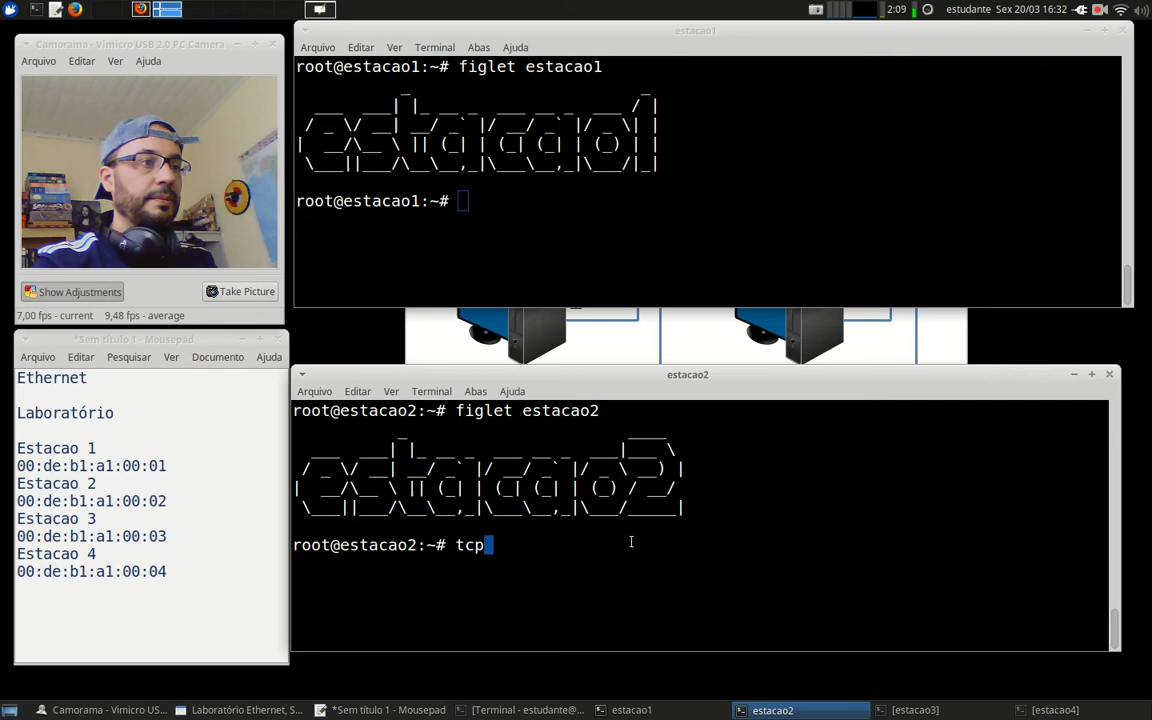 2:09
estudante Sex 20/03 16:32
Camorama - Vimicro USB 2.0 PC Camera
Arquivo Editar Ver Ajuda
Show Adjustments
Take Picture
7,00 fps - current 9,48 fps - average
estacao1
Arquivo Editar Ver Terminal Abas Ajuda
root@estacao1:~# figlet estacao1
estacao1
root@estacao1:~#
*Sem título 1 - Mousepad
Arquivo Editar Pesquisar Ver Documento Ajuda
Ethernet
Laboratório
Estacao 1
00:de:b1:a1:00:01
Estacao 2
00:de:b1:a1:00:02
Estacao 3
00:de:b1:a1:00:03
Estacao 4
00:de:b1:a1:00:04
estacao2
Arquivo Editar Ver Terminal Abas Ajuda
root@estacao2:~# figlet estacao2
estacao2
root@estacao2:~# tcp
Camorama - Vimicro US...
Laboratório Ethernet, S...
*Sem título 1 - Mousepad
[Terminal - estudante@...
estacao1
estacao2
[estacao3]
[estacao4]